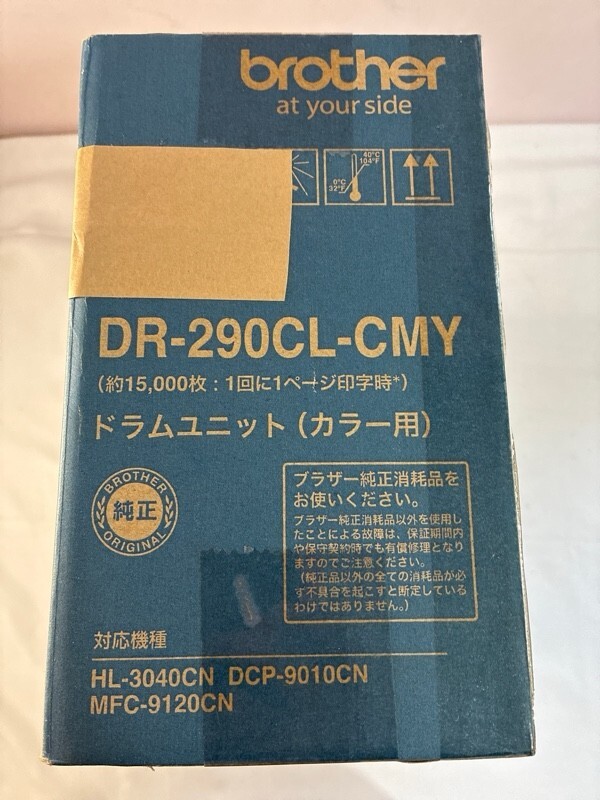 brother
at your side
40°C
104°F
0°C
32°F
DR-290CL-CMY
（約15,000枚：1回に1ページ印字時*）
ドラムユニット（カラー用）
BROTHER
純正
ORIGINAL
ブラザー純正消耗品を
お使いください。
ブラザー純正消耗品以外を使用し
たことによる故障は、保証期間内
や保守契約時でも有償修理となり
ますのでご注意ください。
（純正品以外の全ての消耗品が必
ず不具合を起こすと断定している
わけではありません。）
対応機種
HL-3040CN DCP-9010CN
MFC-9120CN